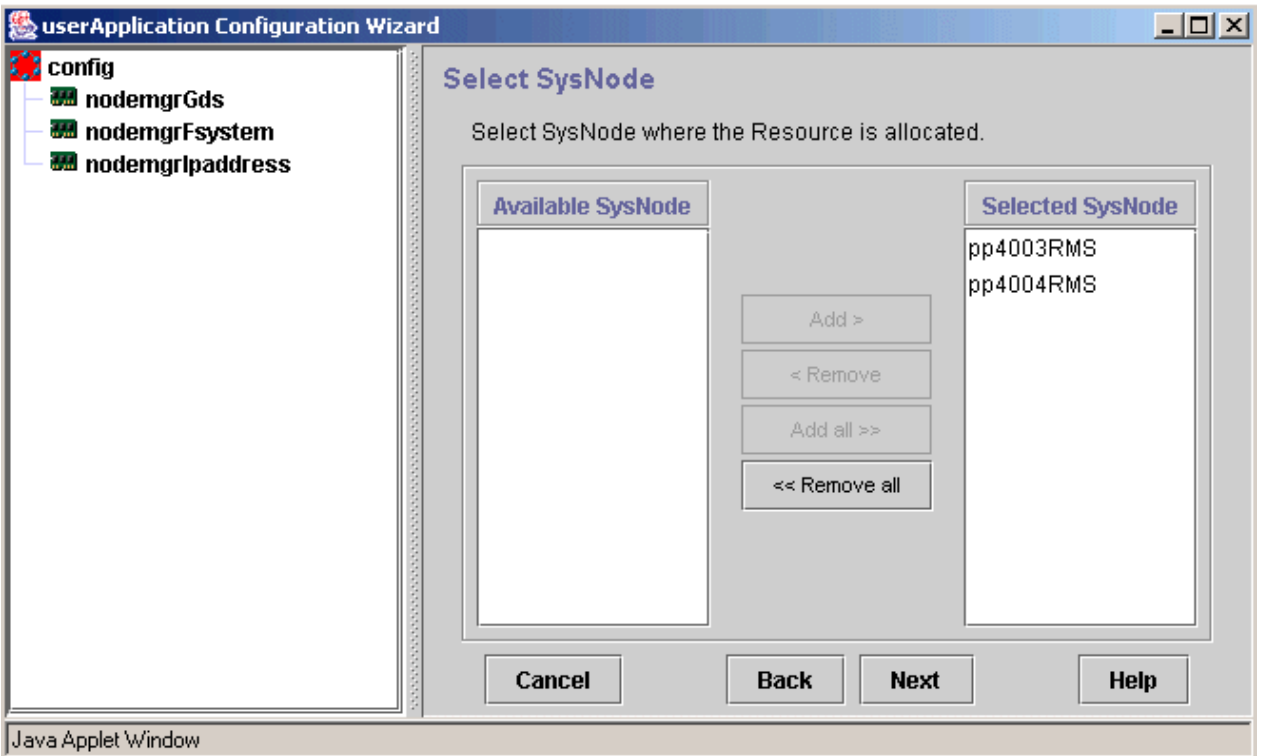 userApplication Configuration Wizard
config
nodemgrGds
nodemgrFsystem
nodemgrIpaddress
Select SysNode
Select SysNode where the Resource is allocated.
Available SysNode
Selected SysNode
pp4003RMS
pp4004RMS
Add >
< Remove
Add all >>
<< Remove all
Cancel
Back
Next
Help
Java Applet Window